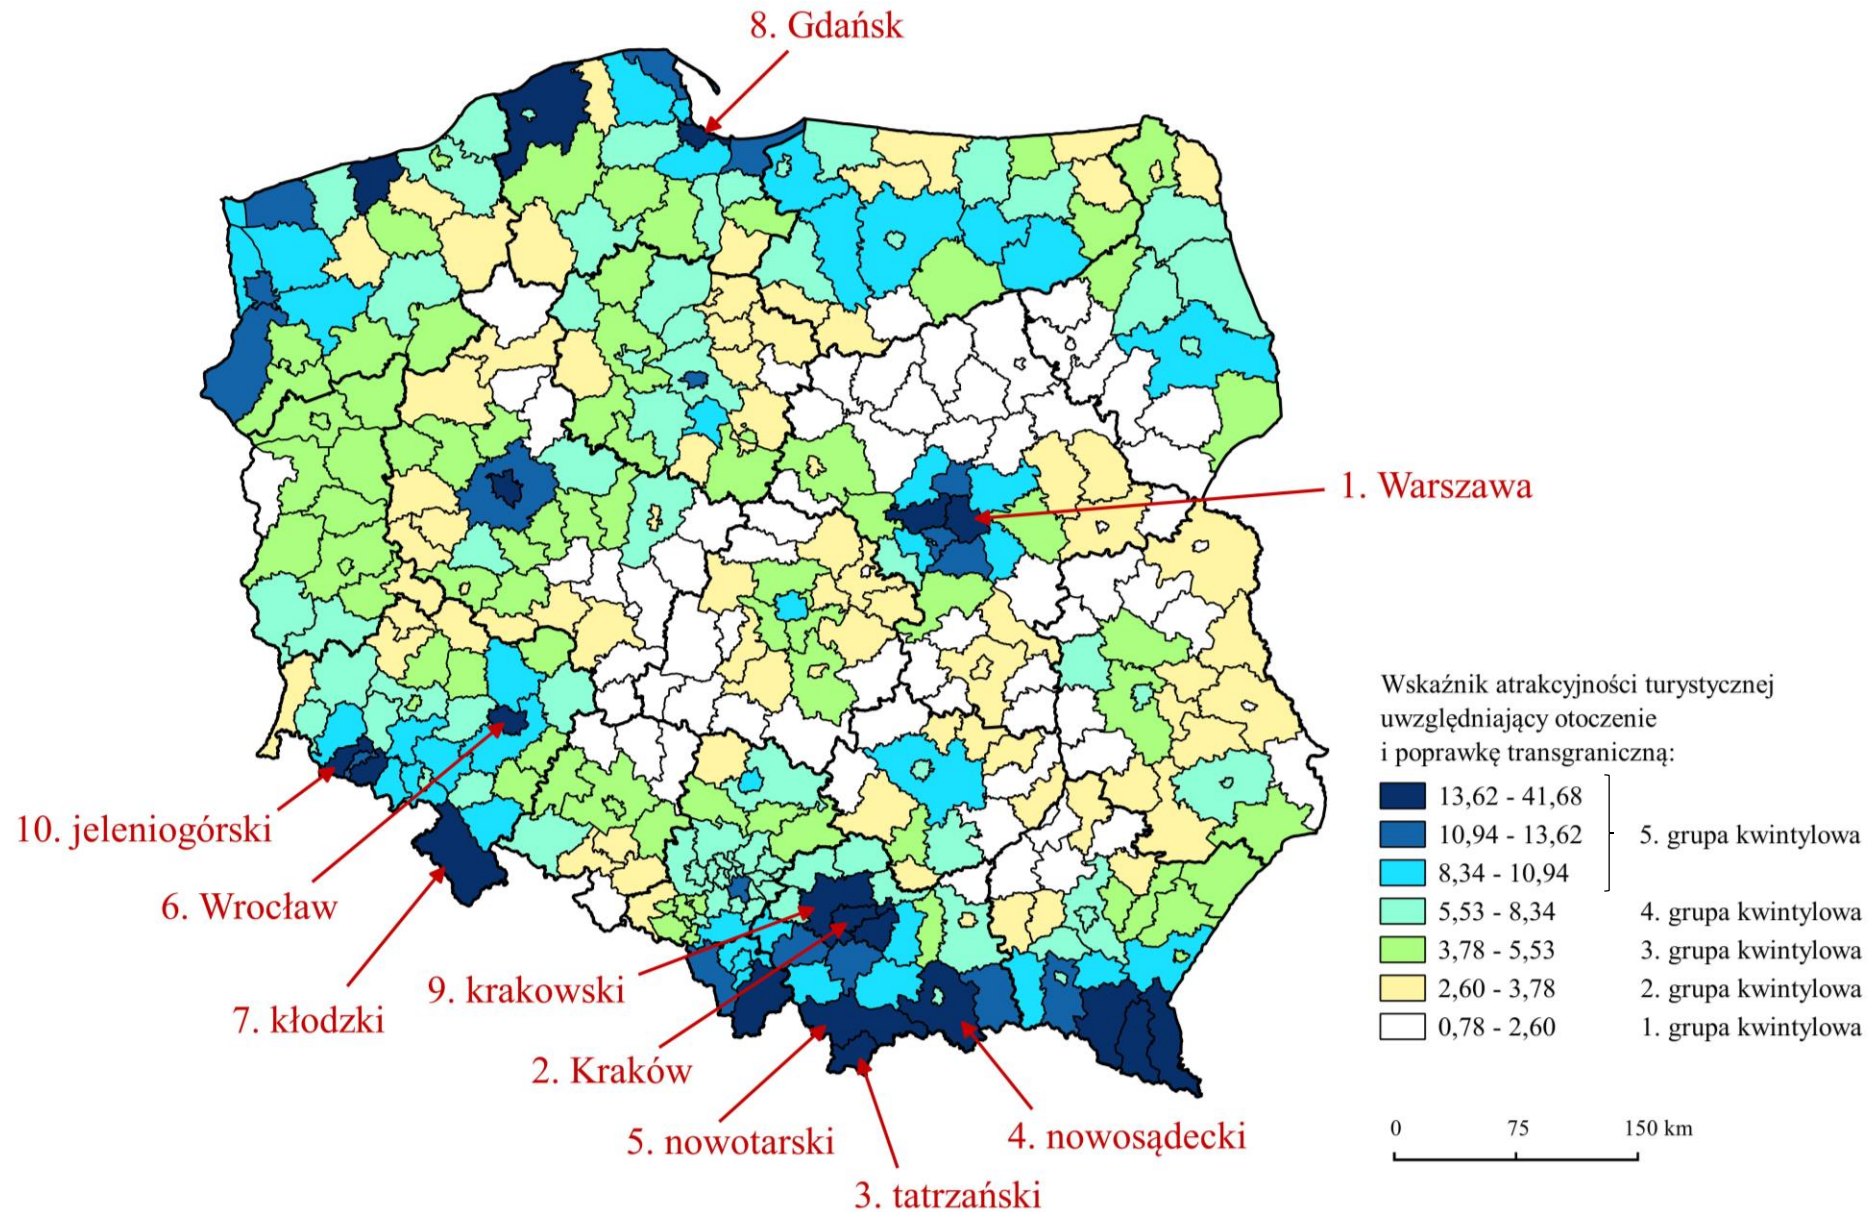 8. Gdańsk
1. Warszawa
10. jeleniogórski
6. Wrocław
7. kłodzki
9. krakowski
2. Kraków
5. nowotarski
4. nowosądecki
3. tatrzański
Wskaźnik atrakcyjności turystycznej
uwzględniający otoczenie
i poprawkę transgraniczną:
13,62 - 41,68
10,94 - 13,62 5. grupa kwintylowa
8,34 - 10,94
5,53 - 8,34 4. grupa kwintylowa
3,78 - 5,53 3. grupa kwintylowa
2,60 - 3,78 2. grupa kwintylowa
0,78 - 2,60 1. grupa kwintylowa
0 75 150 km